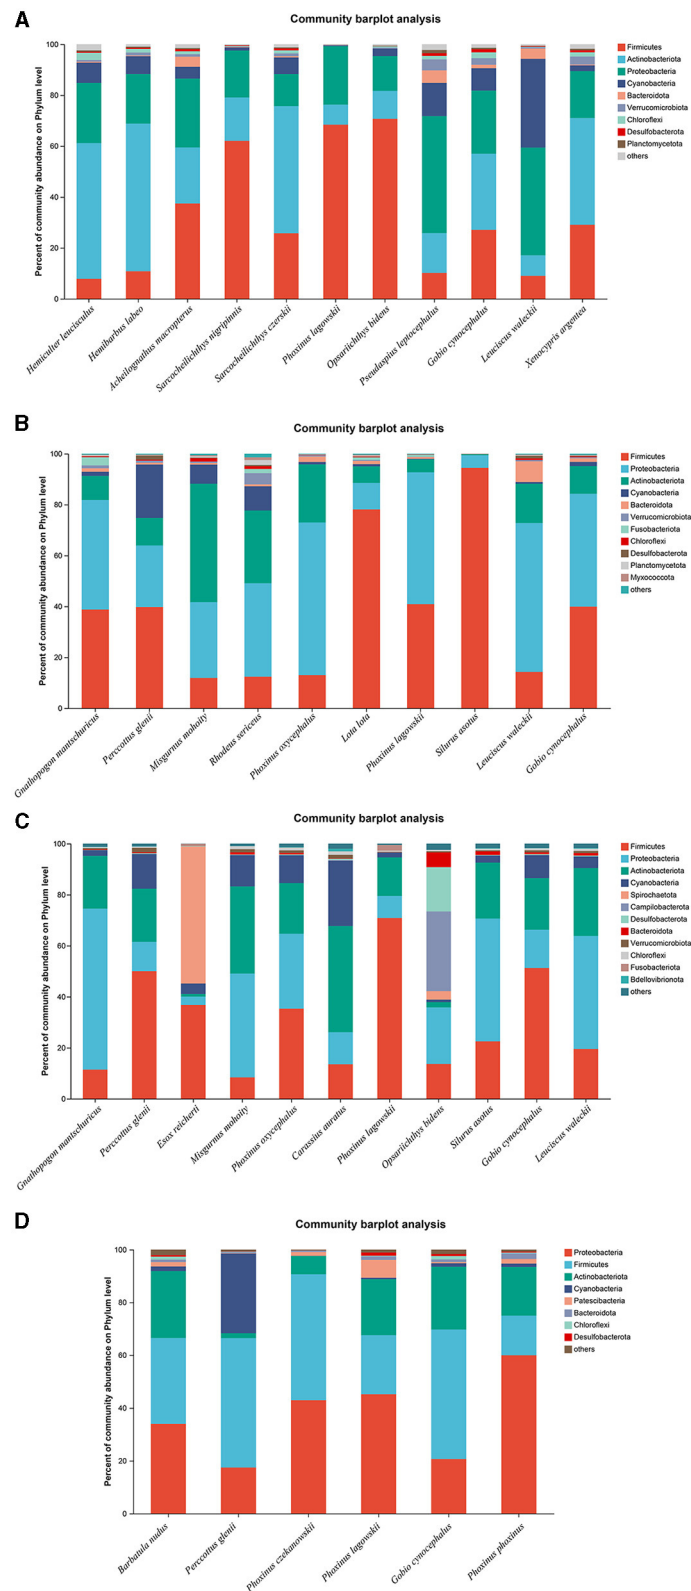 A
Community barplot analysis
Percent of community abundance on Phylum level
100
80
60
40
20
0
Firmicutes
Actinobacteriota
Proteobacteria
Cyanobacteria
Bacteroidota
Verrucomicrobiota
Chloroflexi
Desulfobacterota
Planctomycetota
others
Hemiculter leucisculus
Hemibarbus labeo
Acheilognathus macropterus
Sarcocheilichthys nigripinnis
Sarcocheilichthys czerskii
Phoxinus lagowskii
Opsariichthys bidens
Pseudaspius leptocephalus
Gobio cynocephalus
Leuciscus waleckii
Xenocypris argentea
B
Community barplot analysis
Percent of community abundance on Phylum level
100
80
60
40
20
0
Firmicutes
Proteobacteria
Actinobacteriota
Cyanobacteria
Bacteroidota
Verrucomicrobiota
Fusobacteriota
Chloroflexi
Desulfobacterota
Planctomycetota
Myxococcota
others
Gnathopogon mantschuricus
Perccottus glenii
Misgurnus mohoity
Rhodeus sericeus
Phoxinus oxycephalus
Lota lota
Phoxinus lagowskii
Silurus asotus
Leuciscus waleckii
Gobio cynocephalus
C
Community barplot analysis
Percent of community abundance on Phylum level
100
80
60
40
20
0
Firmicutes
Proteobacteria
Actinobacteriota
Cyanobacteria
Spirochaetota
Campilobacterota
Desulfobacterota
Bacteroidota
Verrucomicrobiota
Chloroflexi
Fusobacteriota
Bdellovibrionota
others
Gnathopogon mantschuricus
Perccottus glenii
Esox reicherii
Misgurnus mohoity
Phoxinus oxycephalus
Carassius auratus
Phoxinus lagowskii
Opsariichthys bidens
Silurus asotus
Gobio cynocephalus
Leuciscus waleckii
D
Community barplot analysis
Percent of community abundance on Phylum level
100
80
60
40
20
0
Proteobacteria
Firmicutes
Actinobacteriota
Cyanobacteria
Patescibacteria
Bacteroidota
Chloroflexi
Desulfobacterota
others
Barbatula nudus
Perccottus glenii
Phoxinus czekanowskii
Phoxinus lagowskii
Gobio cynocephalus
Phoxinus phoxinus